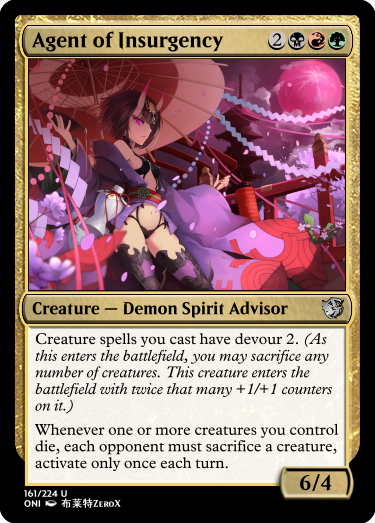 Agent of Insurgency 2
Creature — Demon Spirit Advisor
Creature spells you cast have devour 2. (As
this enters the battlefield, you may sacrifice any
number of creatures. This creature enters the
battlefield with twice that many +1/+1 counters
on it.)
Whenever one or more creatures you control
die, each opponent must sacrifice a creature,
activate only once each turn.
6/4
161/224 U
ONI 布莱特ZeroX